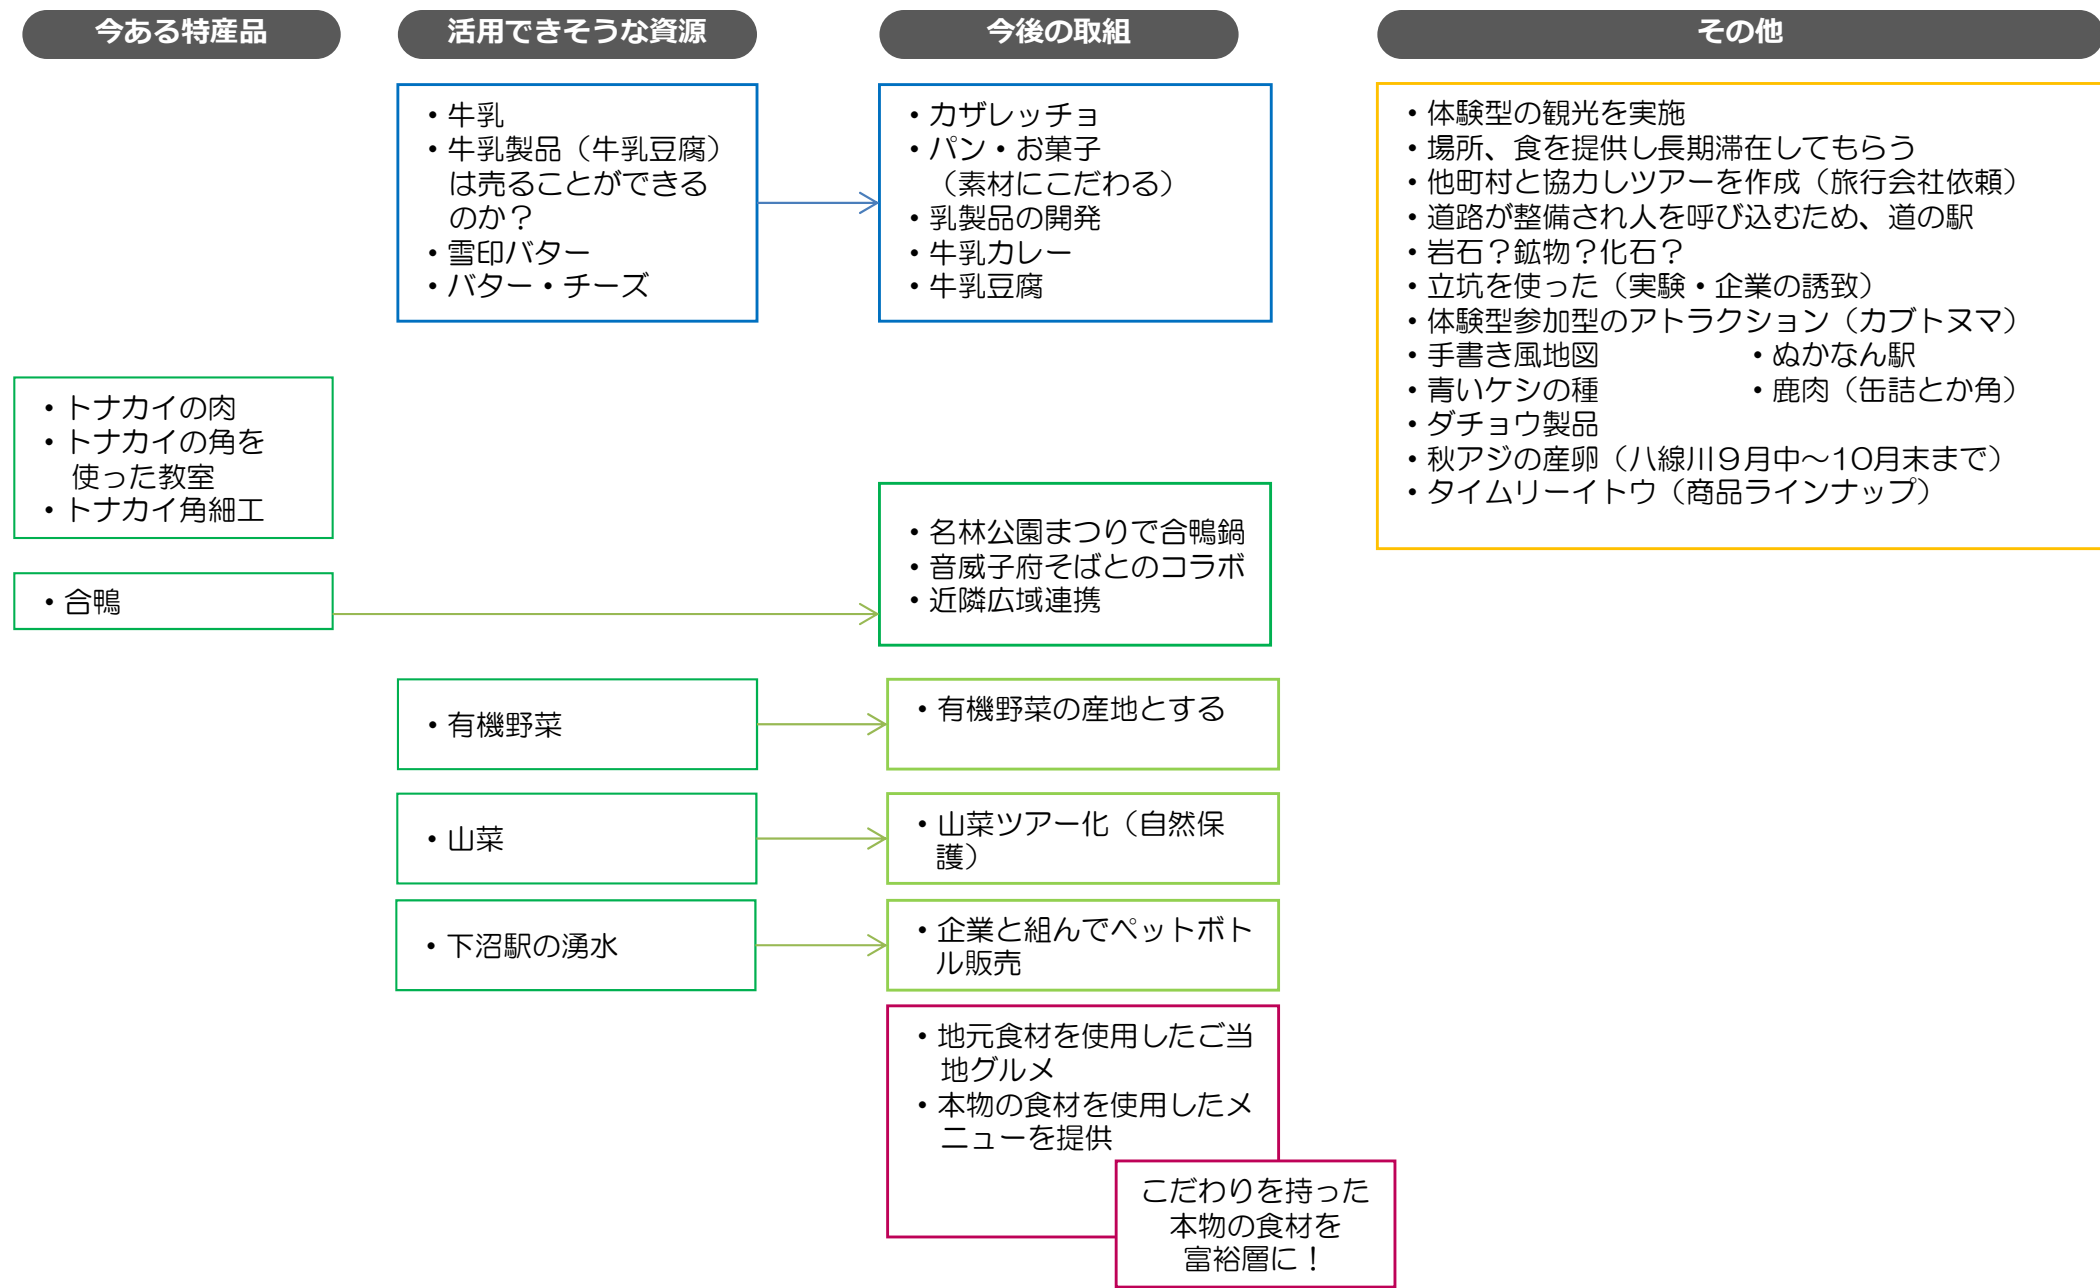 今ある特産品
活用できそうな資源
今後の取組
その他
・牛乳
・牛乳製品（牛乳豆腐）
は売ることができる
のか？
・雪印バター
・バター・チーズ
・カザレッチョ
・パン・お菓子
（素材にこだわる）
・乳製品の開発
・牛乳カレー
・牛乳豆腐
・体験型の観光を実施
・場所、食を提供し長期滞在してもらう
・他町村と協力しツアーを作成（旅行会社依頼）
・道路が整備され人を呼び込むため、道の駅
・岩石？鉱物？化石？
・立坑を使った（実験・企業の誘致）
・体験型参加型のアトラクション（カブトヌマ）
・手書き風地図　・ぬかなん駅
・青いケシの種　・鹿肉（缶詰とか角）
・ダチョウ製品
・秋アジの産卵（八線川９月中～10月末まで）
・タイムリーイトウ（商品ラインナップ）
・トナカイの肉
・トナカイの角を
使った教室
・トナカイ角細工
・合鴨
・名林公園まつりで合鴨鍋
・音威子府そばとのコラボ
・近隣広域連携
・有機野菜
・有機野菜の産地とする
・山菜
・山菜ツアー化（自然保
護）
・下沼駅の湧水
・企業と組んでペットボト
ル販売
・地元食材を使用したご当
地グルメ
・本物の食材を使用したメ
ニューを提供
こだわりを持った
本物の食材を
富裕層に！